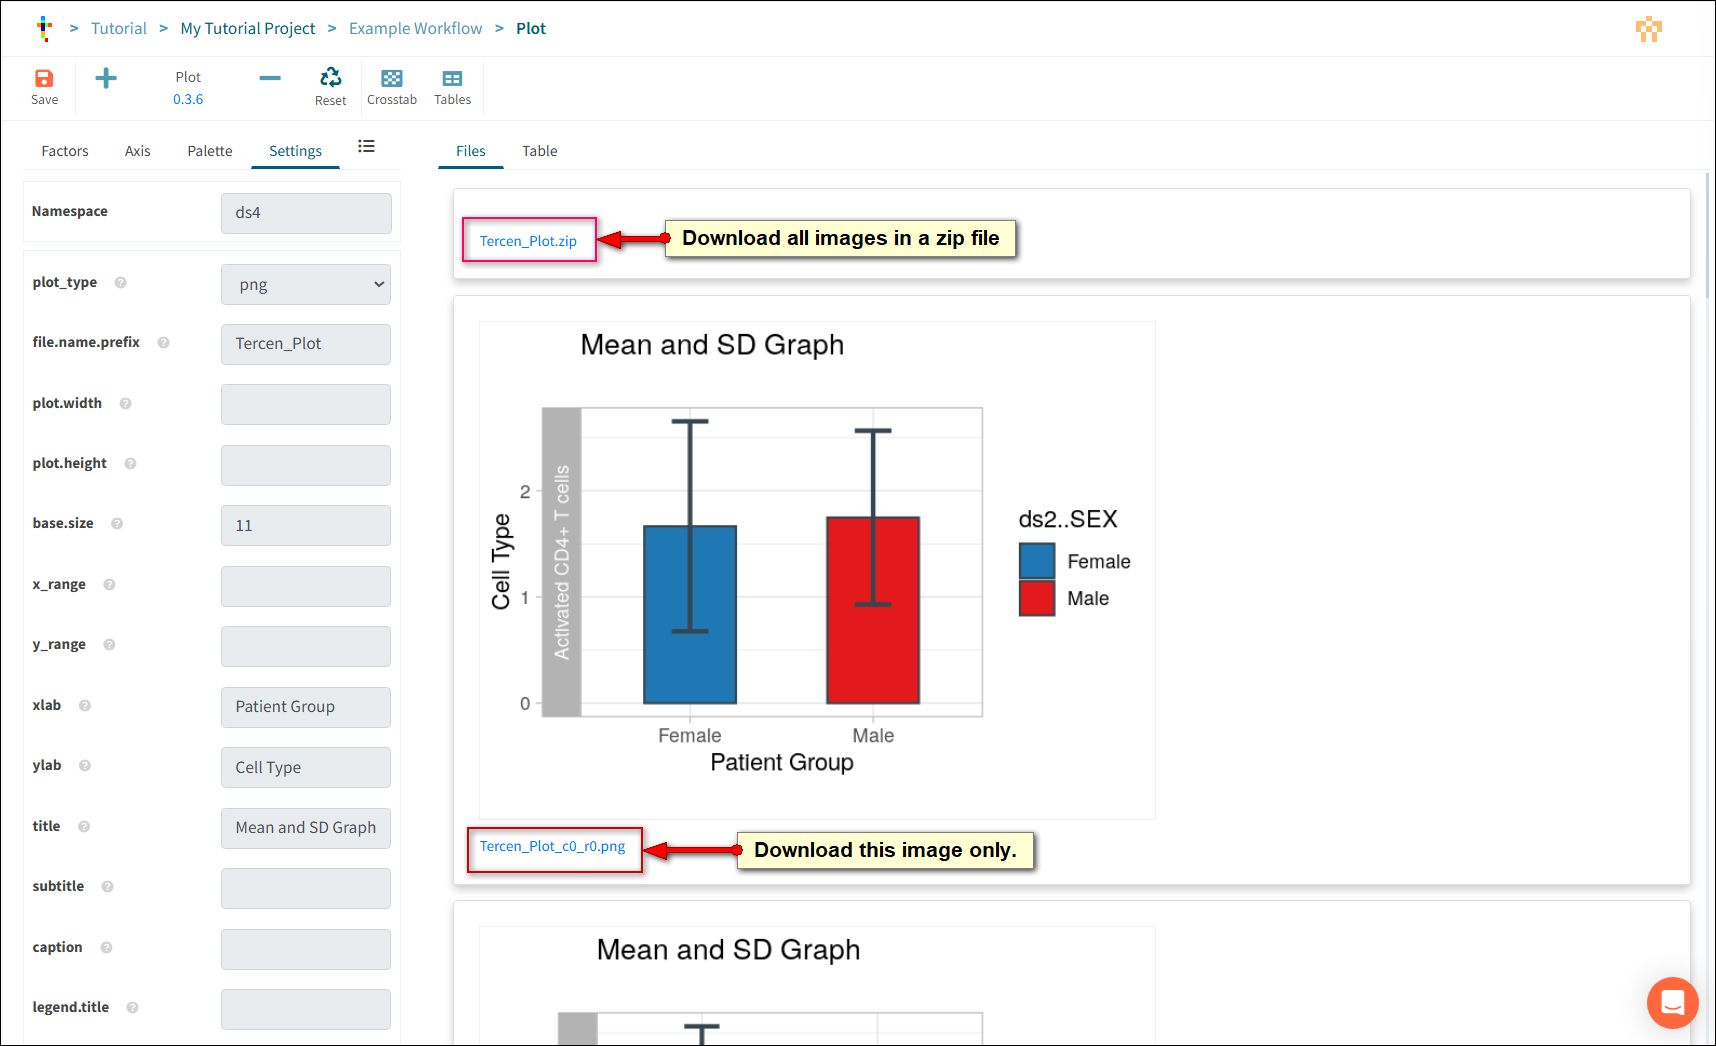 > Tutorial > My Tutorial Project > Example Workflow > Plot
Save
Plot
0.3.6
Reset
Crosstab
Tables
Factors
Axis
Palette
Settings
Files
Table
Namespace
ds4
plot_type
png
file.name.prefix
Tercen_Plot
plot.width
plot.height
base.size
11
x_range
y_range
xlab
Patient Group
ylab
Cell Type
title
Mean and SD Graph
subtitle
caption
legend.title
Tercen_Plot.zip
Download all images in a zip file
Mean and SD Graph
Cell Type
Activated CD4+ T cells
2
1
0
Female
Male
Patient Group
ds2..SEX
Female
Male
Tercen_Plot_c0_r0.png
Download this image only.
Mean and SD Graph